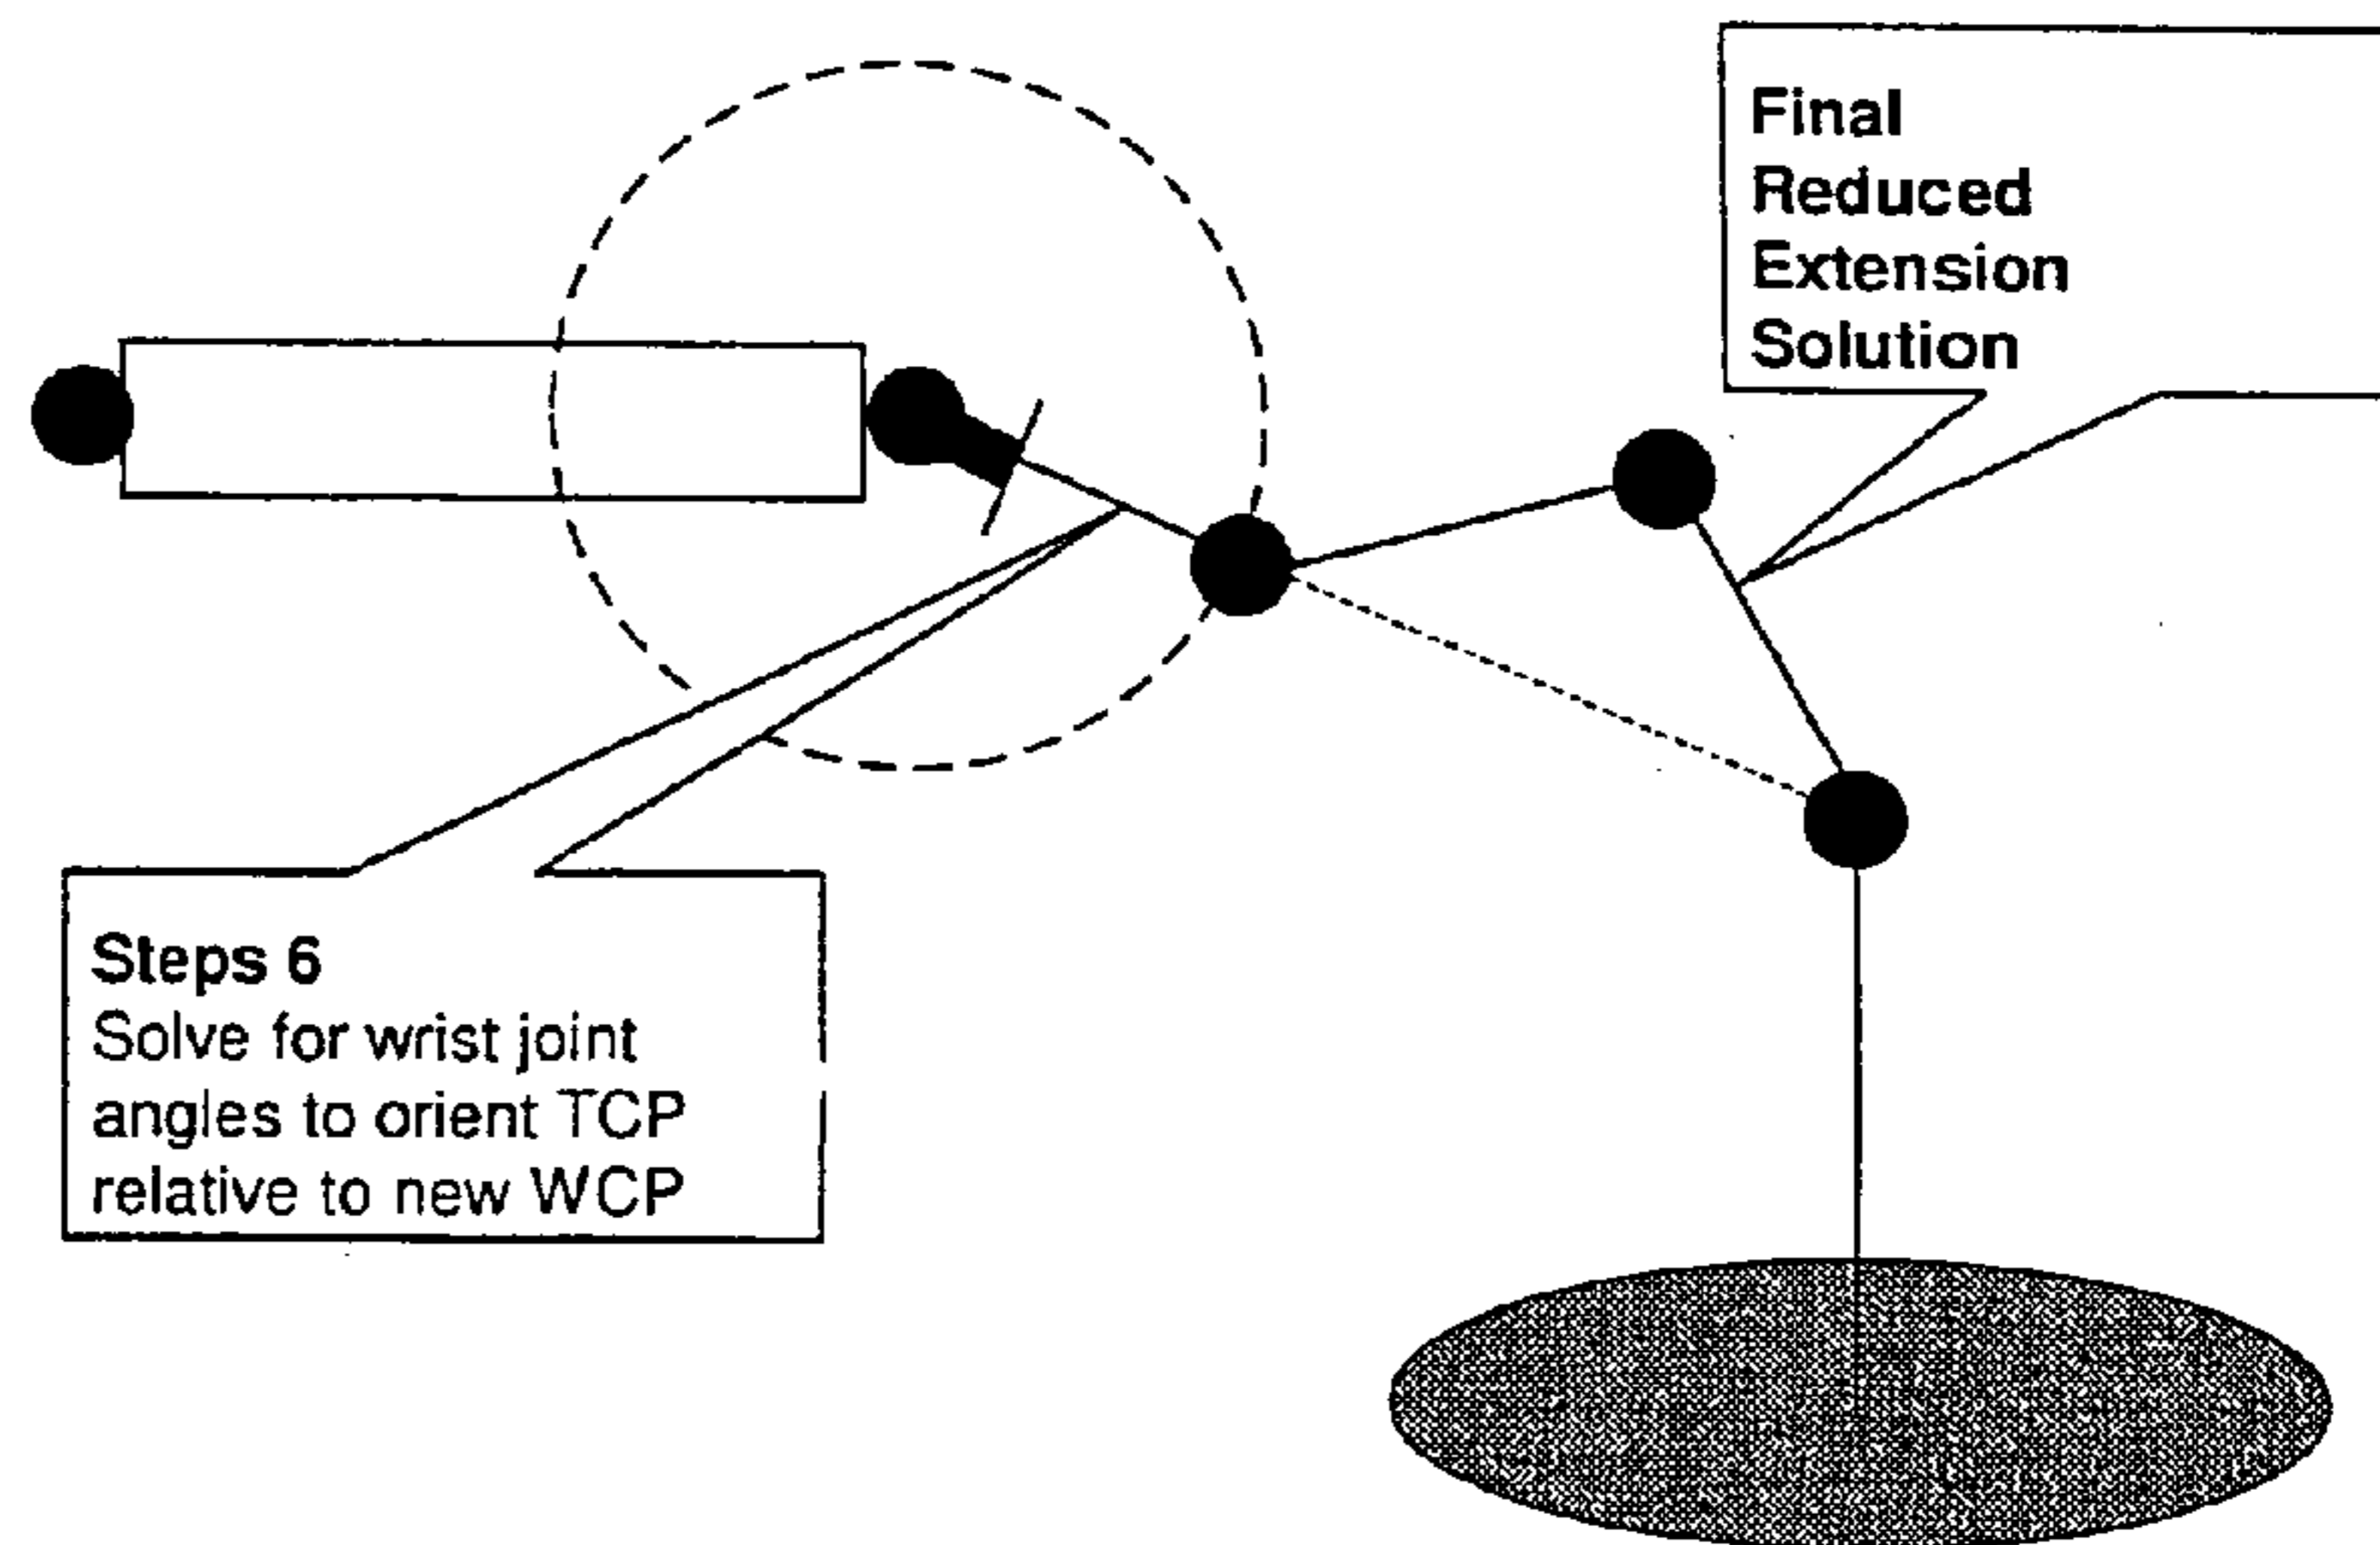 Final
Reduced
Extension
Solution
Steps 6
Solve for wrist joint
angles to orient TCP
relative to new WCP